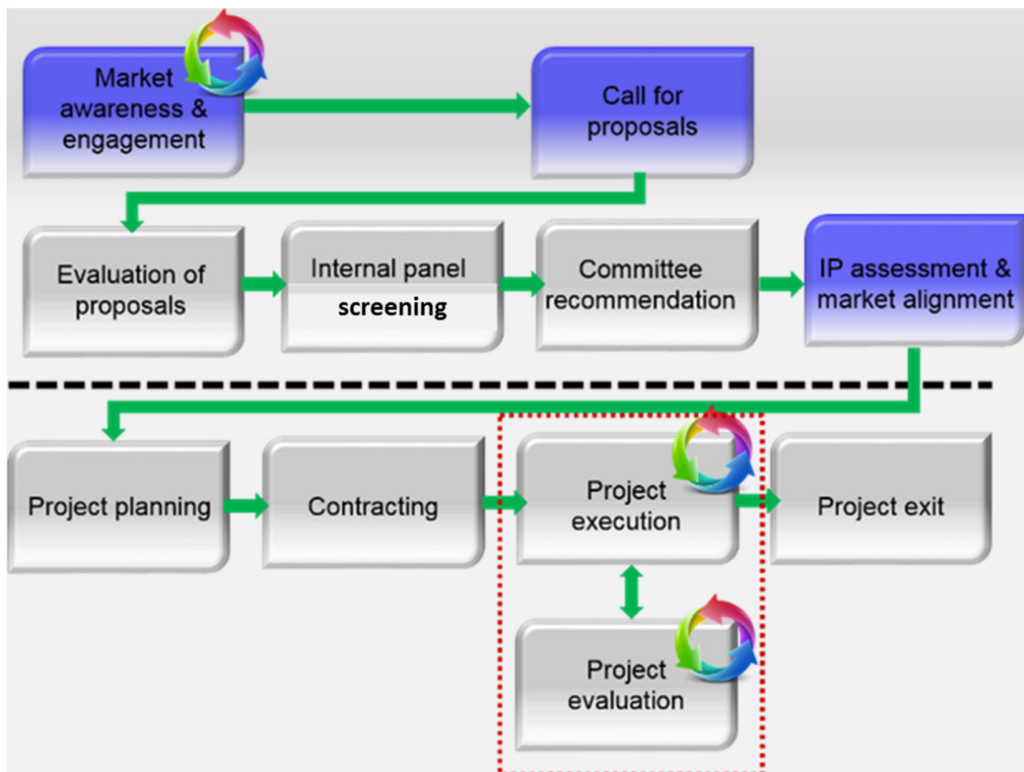 Market
awareness &
engagement
Call for
proposals
Evaluation of
proposals
Internal panel
screening
Committee
recommendation
IP assessment &
market alignment
Project planning
Contracting
Project
execution
Project exit
Project
evaluation